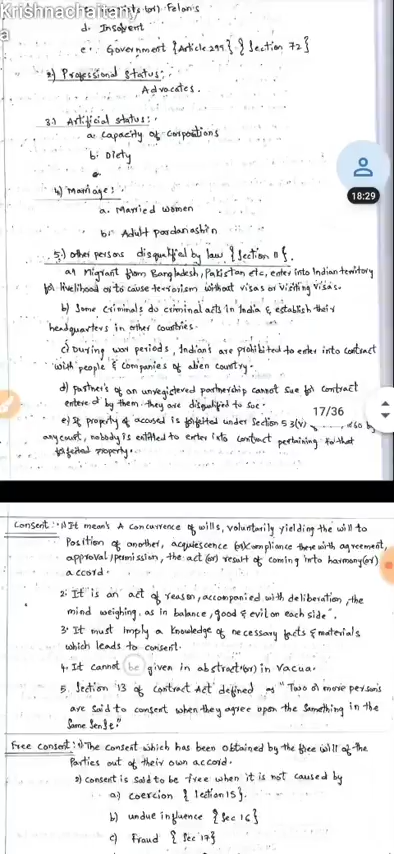 Krishnachaitany
a
(or) Felons
d. Insolvent
e. Government {Article 299} {Section 72}
2) Professional status:
Advocates.
3.) Artificial status:
a. Capacity of corporations
b. Diety
18:29
4) Marriage:
a. Married women
b. Adult pardanashin
5.) other persons disqualified by law {Section 11}.
a) Migrant from Bangladesh, Pakistan etc, enter into Indian territory
for livelihood or to cause terrorism without visas or visiting visas.
b) Some Criminals do criminal acts in India & establish their
headquarters in other countries.
c) During war periods, Indian's are prohibited to enter into contract
with people & companies of alien country.
d) Partner's of an unregistered partnership cannot sue for contract
entered by them. they are disqualified to sue.
17/36
e) If property of accused is forfeited under Section 53(V) also by
any court, nobody is entitled to enter into contract pertaining to that
forfeited property.
Consent: 1) It mean's A concurrence of wills, voluntarily yielding the will to
Position of another, acquiescence (or) compliance there with agreement,
approval/permission, the act (or) result of coming into harmony (or)
accord.
2. It is an act of reason, accompanied with deliberation, the
mind weighing, as in balance, good & evil on each side".
3. It must imply a knowledge of necessary facts & materials
which leads to consent.
4. It cannot be given in abstract (or) in vacua.
5. Section 13 of Contract Act defined as "Two or more persons
are said to consent when they agree upon the Samething in the
Same Sense."
Free consent: 1) The consent which has been obtained by the free will of the
Parties out of their own accord.
2) consent is said to be free when it is not caused by
a) coercion {Section 15}.
b) undue influence {Sec 16}
c) Fraud {Sec 17}